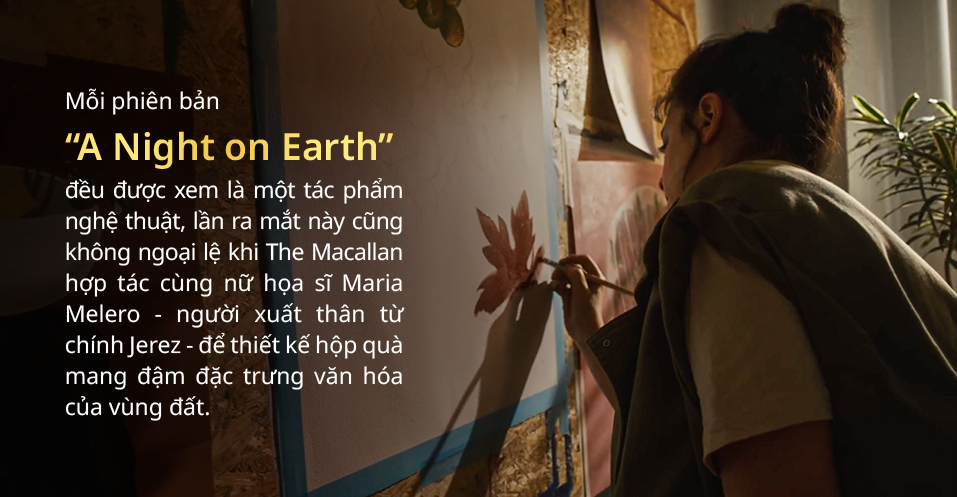 Mỗi phiên bản
“A Night on Earth”
đều được xem là một tác phẩm
nghệ thuật, lần ra mắt này cũng
không ngoại lệ khi The Macallan
hợp tác cùng nữ họa sĩ Maria
Melero - người xuất thân từ
chính Jerez - để thiết kế hộp quà
mang đậm đặc trưng văn hóa
của vùng đất.